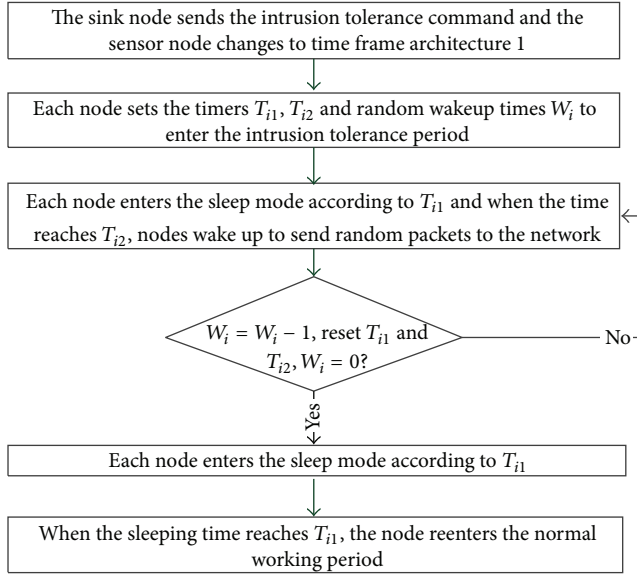 The sink node sends the intrusion tolerance command and the
sensor node changes to time frame architecture 1
Each node sets the timers T_{i1}, T_{i2} and random wakeup times W_i to
enter the intrusion tolerance period
Each node enters the sleep mode according to T_{i1} and when the time
reaches T_{i2}, nodes wake up to send random packets to the network
W_i = W_i − 1, reset T_{i1} and
T_{i2}, W_i = 0?
No
Yes
Each node enters the sleep mode according to T_{i1}
When the sleeping time reaches T_{i1}, the node reenters the normal
working period